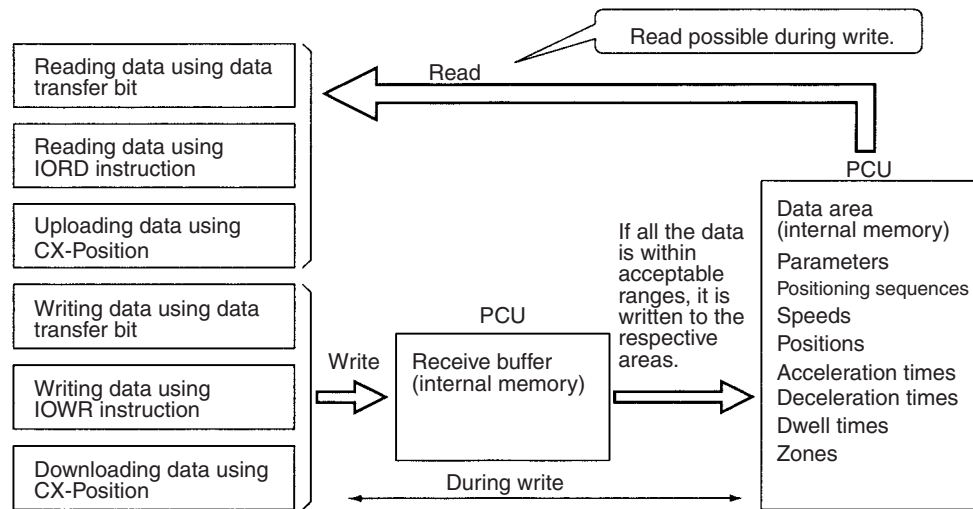 Read possible during write.
Read
Reading data using data
transfer bit
Reading data using
IORD instruction
Uploading data using
CX-Position
Writing data using data
transfer bit
Writing data using
IOWR instruction
Downloading data using
CX-Position
Write
PCU
Receive buffer
(internal memory)
If all the data
is within
acceptable
ranges, it is
written to the
respective
areas.
During write
PCU
Data area
(internal memory)
Parameters
Positioning sequences
Speeds
Positions
Acceleration times
Deceleration times
Dwell times
Zones